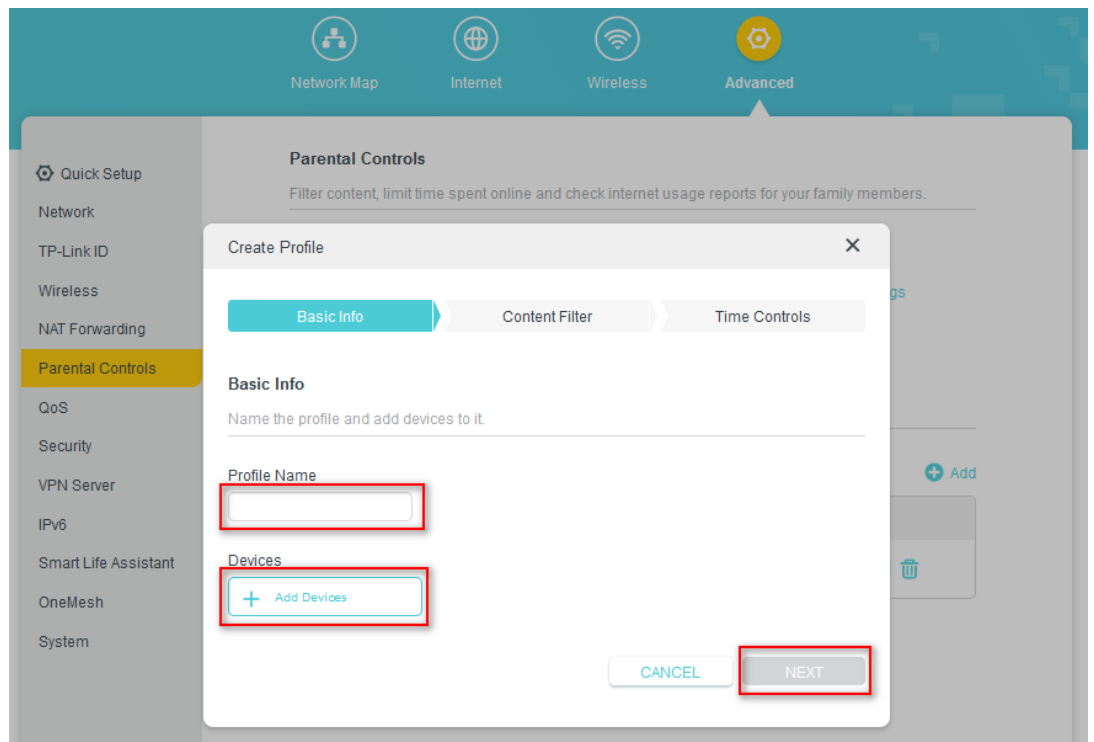 Network Map
Internet
Wireless
Advanced
Quick Setup
Network
TP-Link ID
Wireless
NAT Forwarding
Parental Controls
QoS
Security
VPN Server
IPv6
Smart Life Assistant
OneMesh
System
Parental Controls
Filter content, limit time spent online and check internet usage reports for your family members.
gs
Add
Create Profile
Basic Info
Content Filter
Time Controls
Basic Info
Name the profile and add devices to it.
Profile Name
Devices
Add Devices
CANCEL
NEXT